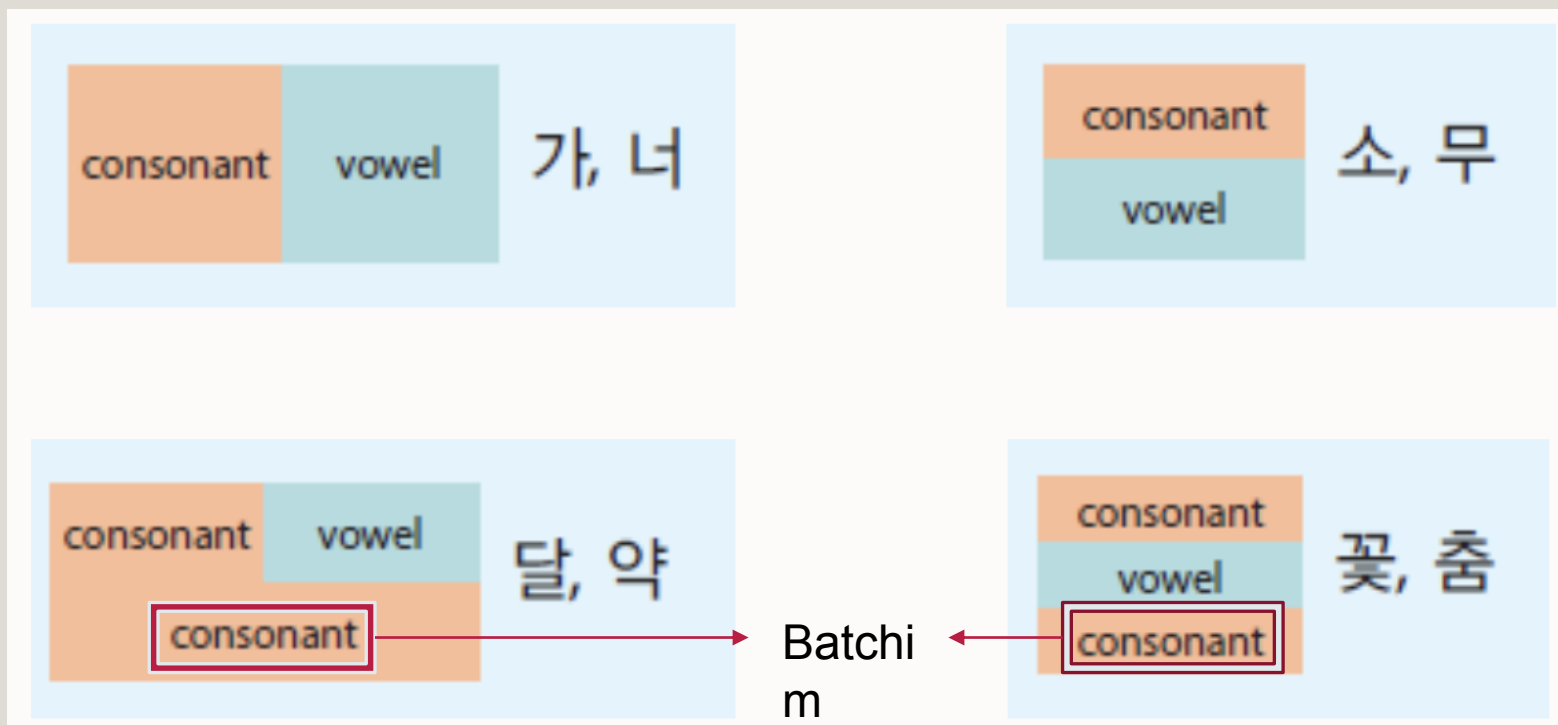 consonant vowel 가, 너
consonant
vowel
소, 무
consonant vowel
consonant
달, 약
consonant
vowel
consonant
꽃, 춤
Batchi
m